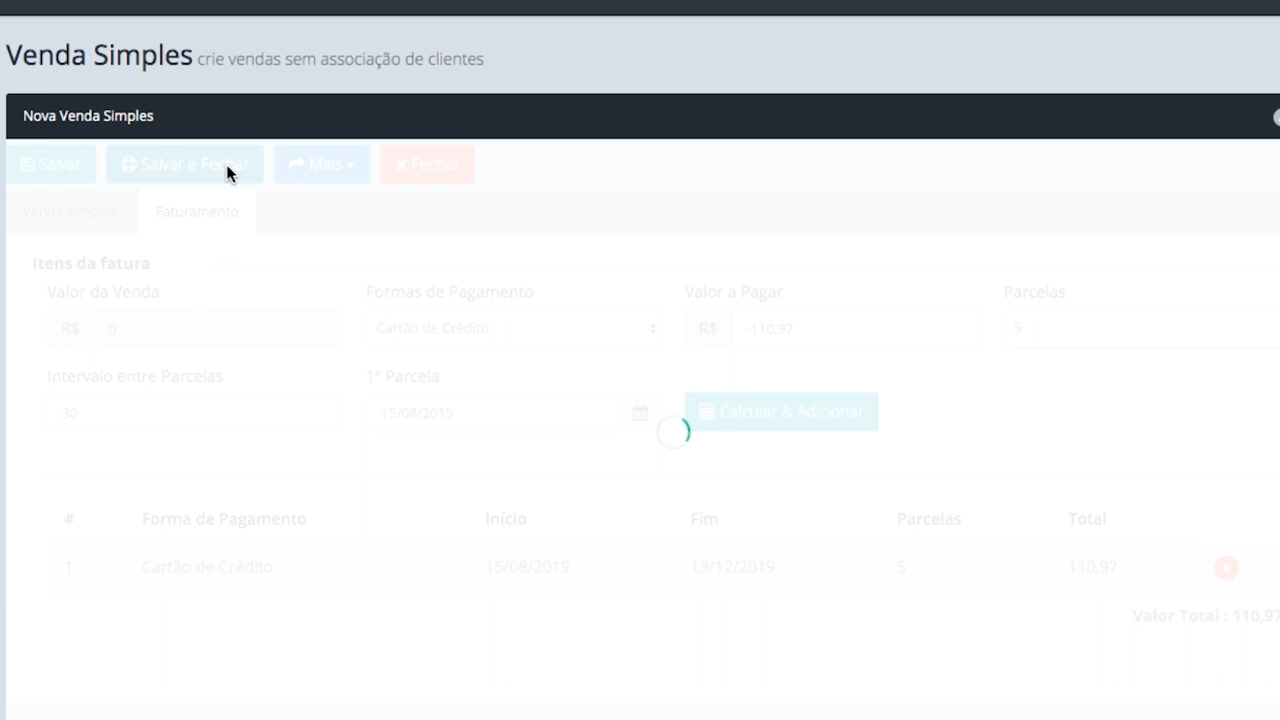 Venda Simples crie vendas sem associação de clientes
Nova Venda Simples
Salvar Salvar e Fechar Mais Fechar
Venda simples Faturamento
Itens da fatura
Valor da Venda Formas de Pagamento Valor a Pagar Parcelas
R$ 0 Cartão de Crédito R$ -110,97 5
Intervalo entre Parcelas 1º Parcela
30 15/08/2019 Calcular & Adicionar
# Forma de Pagamento Início Fim Parcelas Total
1 Cartão de Crédito 15/08/2019 13/12/2019 5 110,97
Valor Total : 110,97